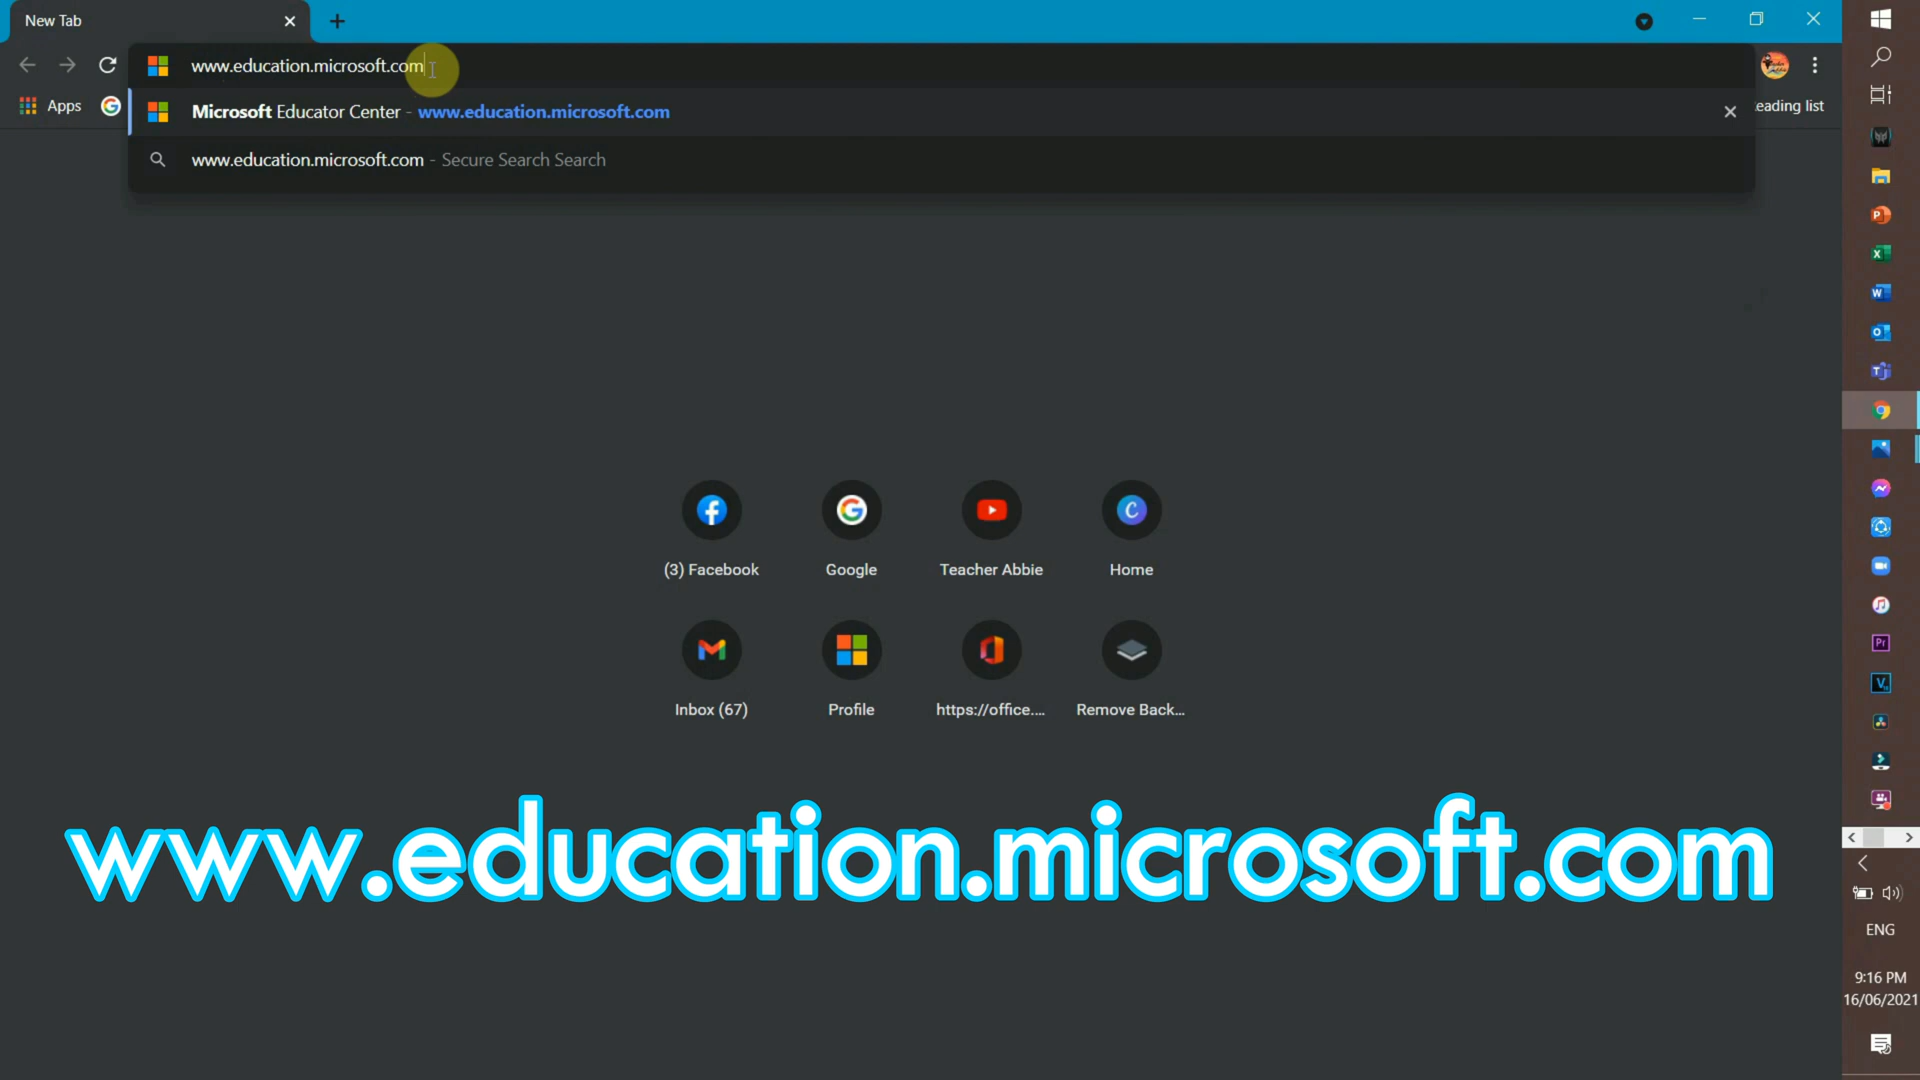 New Tab
www.education.microsoft.com
Apps
eading list
Microsoft Educator Center - www.education.microsoft.com
www.education.microsoft.com - Secure Search Search
(3) Facebook
Google
Teacher Abbie
Home
Inbox (67)
Profile
https://office....
Remove Back...
www.education.microsoft.com
ENG
9:16 PM
16/06/2021